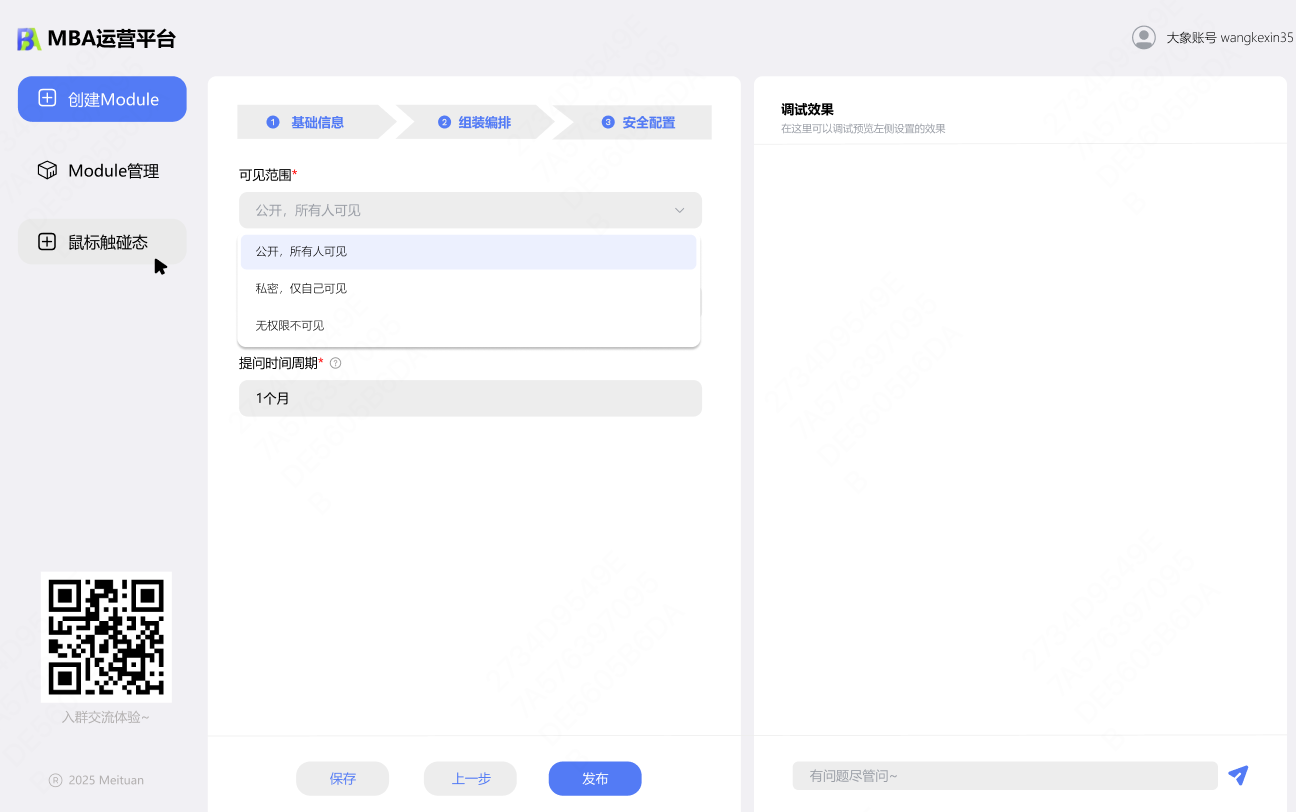 MBA运营平台
大象账号 wangkexin35
创建Module
Module管理
鼠标触碰态
1 基础信息
2 组装编排
3 安全配置
可见范围*
公开，所有人可见
公开，所有人可见
私密，仅自己可见
无权限不可见
提问时间周期* ?
1个月
调试效果
在这里可以调试预览左侧设置的效果
入群交流体验~
® 2025 Meituan
保存
上一步
发布
有问题尽管问~